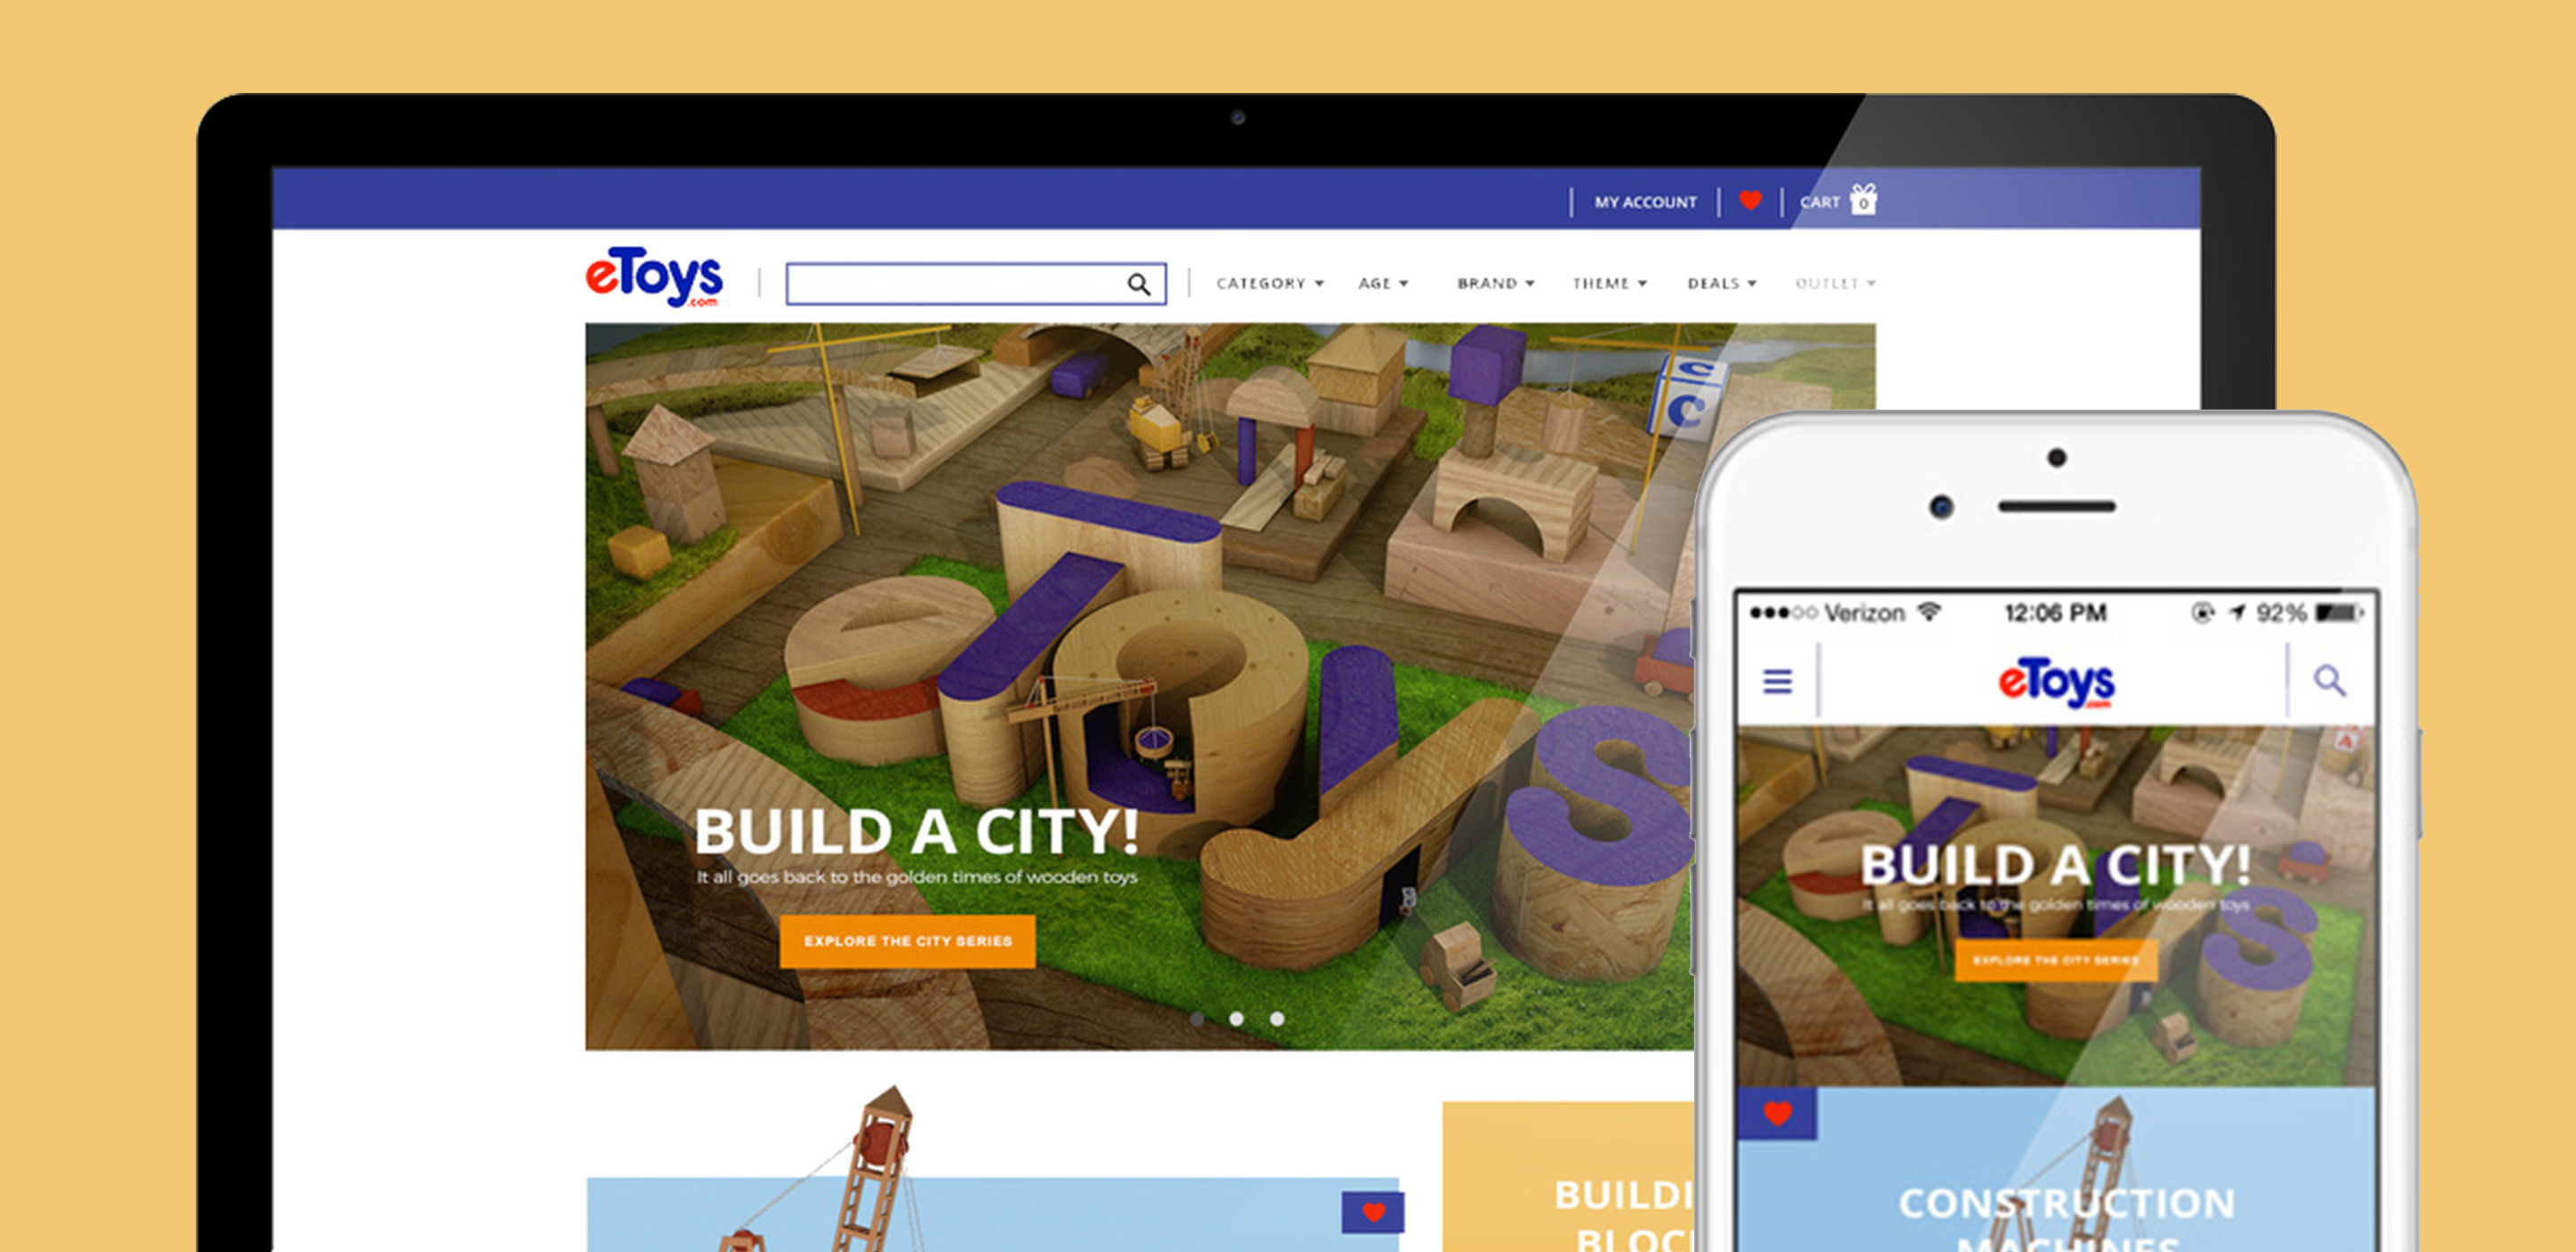 MY ACCOUNT
CART 0
eToys
.com
CATEGORY AGE BRAND THEME DEALS OUTLET
C
C
BUILD A CITY!
It all goes back to the golden times of wooden toys
EXPLORE THE CITY SERIES
eToys
Verizon 12:06 PM 92%
eToys
.com
A
BUILD A CITY!
It all goes back to the golden times of wooden toys
EXPLORE THE CITY SERIES
BUILDI
BLOC
CONSTRUCTION
MACHINES